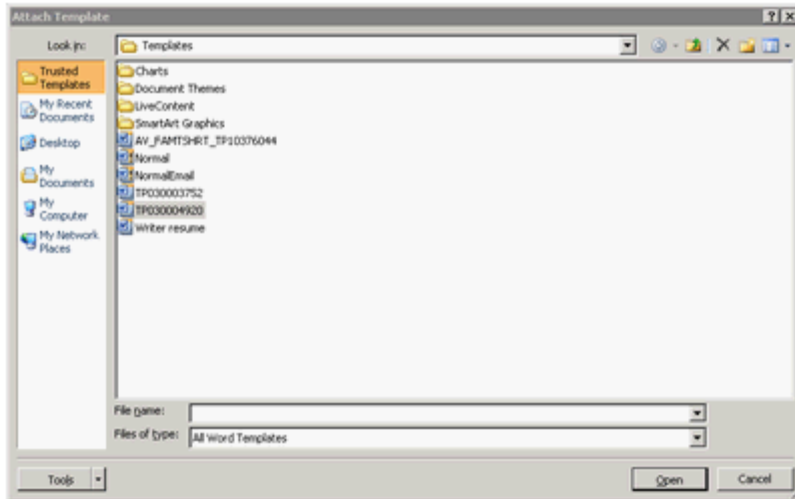 Attach Template
Look in:
Templates
Trusted
Templates
My Recent
Documents
Desktop
My
Documents
My
Computer
My Network
Places
Charts
Document Themes
LiveContent
SmartArt Graphics
AV_FAMTSHRT_TP10376044
Normal
NormalEmail
TP030003752
TP030004920
Writer resume
File name:
Files of type:
All Word Templates
Tools
Open
Cancel